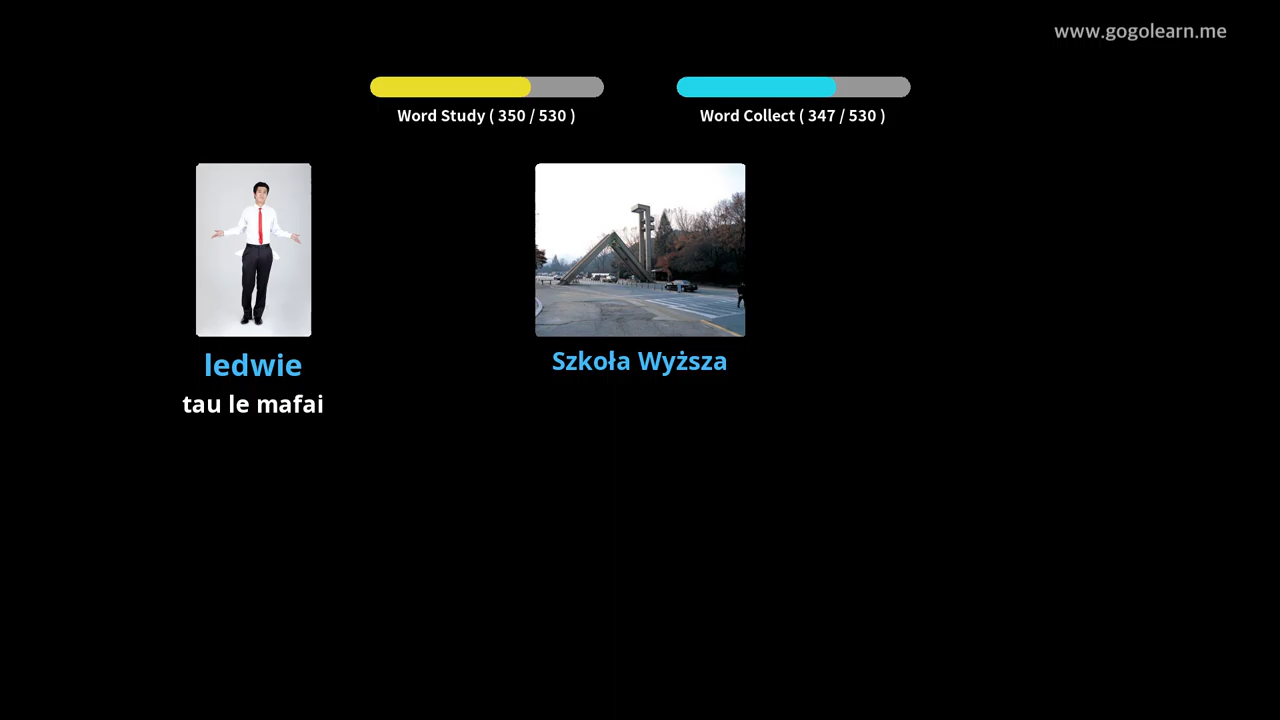 www.gogolearn.me
Word Study ( 350 / 530 )
Word Collect ( 347 / 530 )
ledwie
tau le mafai
Szkoła Wyższa